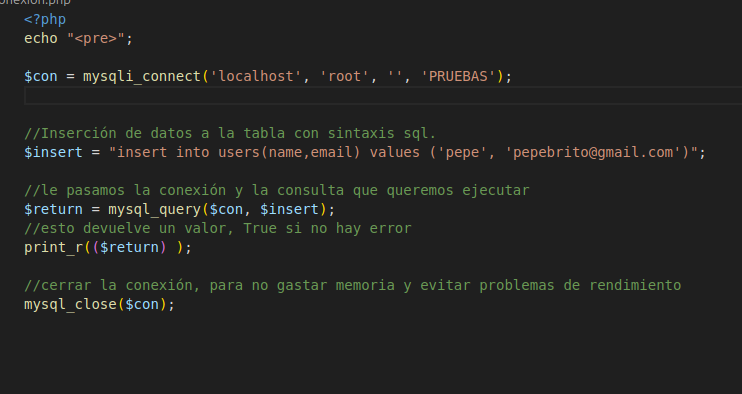 onexion.php
<?php
echo "<pre>";
$con = mysqli_connect('localhost', 'root', '', 'PRUEBAS');
//Inserción de datos a la tabla con sintaxis sql.
$insert = "insert into users(name,email) values ('pepe', 'pepebrito@gmail.com')";
//le pasamos la conexión y la consulta que queremos ejecutar
$return = mysql_query($con, $insert);
//esto devuelve un valor, True si no hay error
print_r(($return) );
//cerrar la conexión, para no gastar memoria y evitar problemas de rendimiento
mysql_close($con);